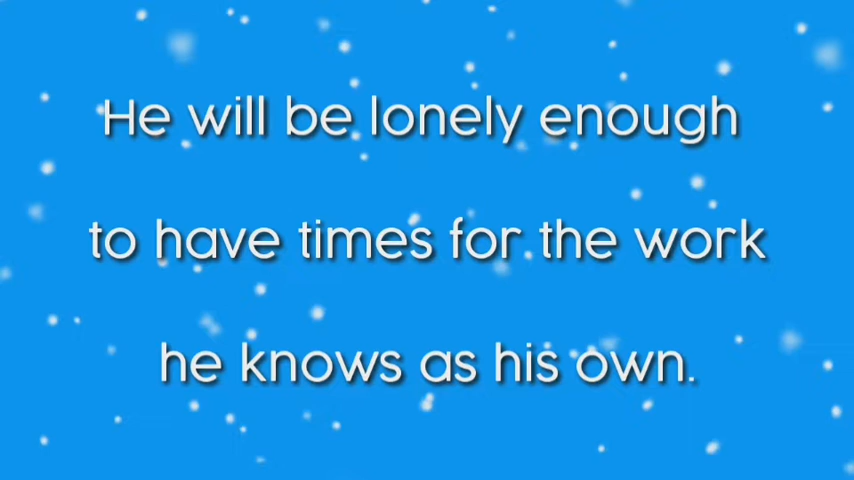 He will be lonely enough
to have times for the work
he knows as his own.